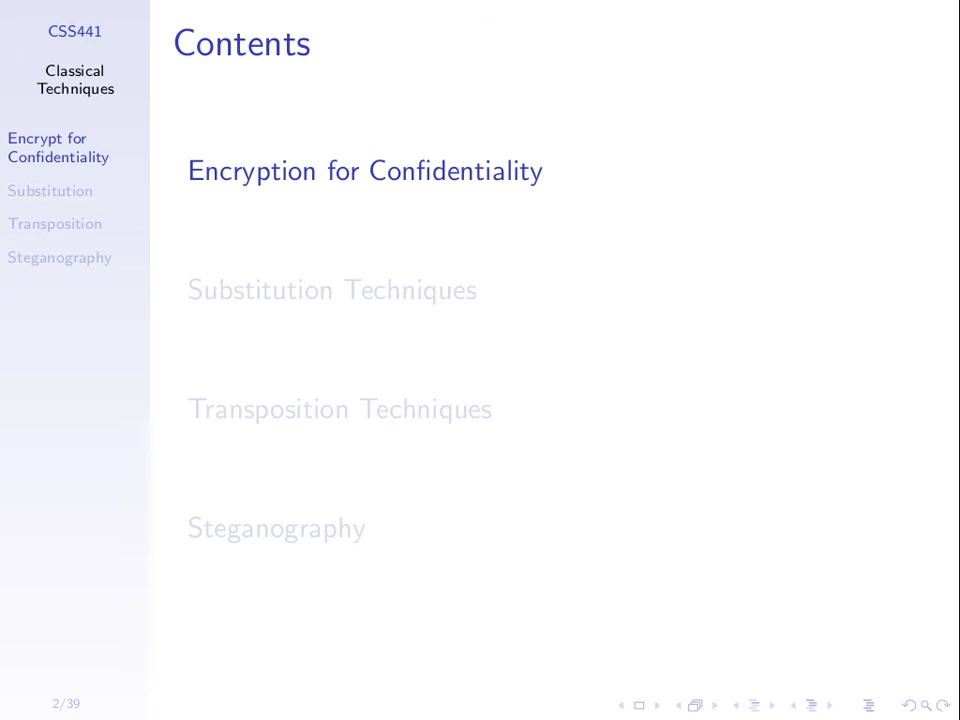 CSS441
Classical
Techniques
Encrypt for
Confidentiality
Substitution
Transposition
Steganography
2/39
Contents
Encryption for Confidentiality
Substitution Techniques
Transposition Techniques
Steganography